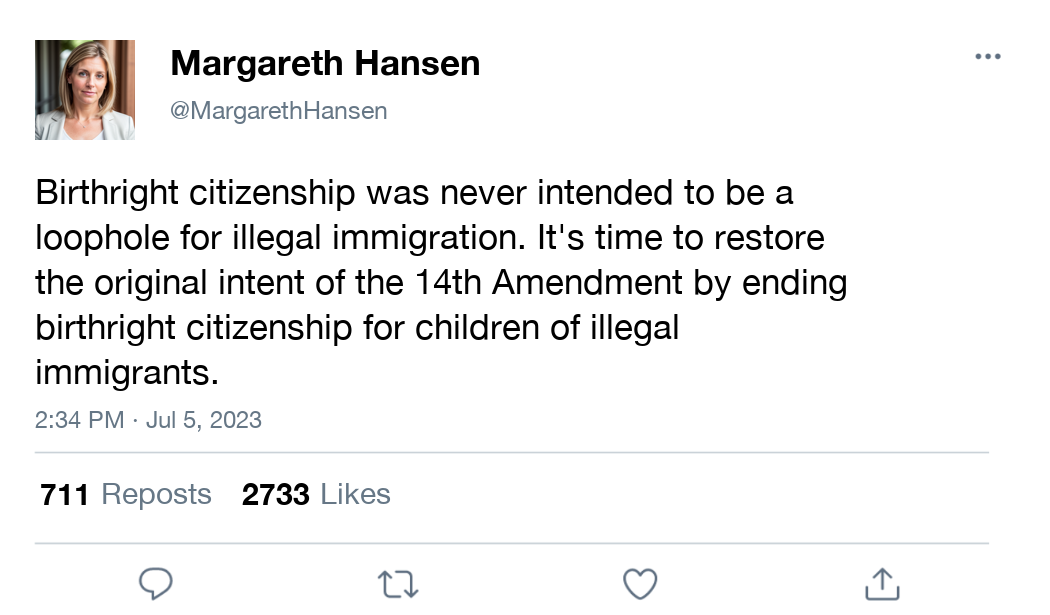 Margareth Hansen
@MargarethHansen
Birthright citizenship was never intended to be a
loophole for illegal immigration. It's time to restore
the original intent of the 14th Amendment by ending
birthright citizenship for children of illegal
immigrants.
2:34 PM · Jul 5, 2023
711 Reposts 2733 Likes